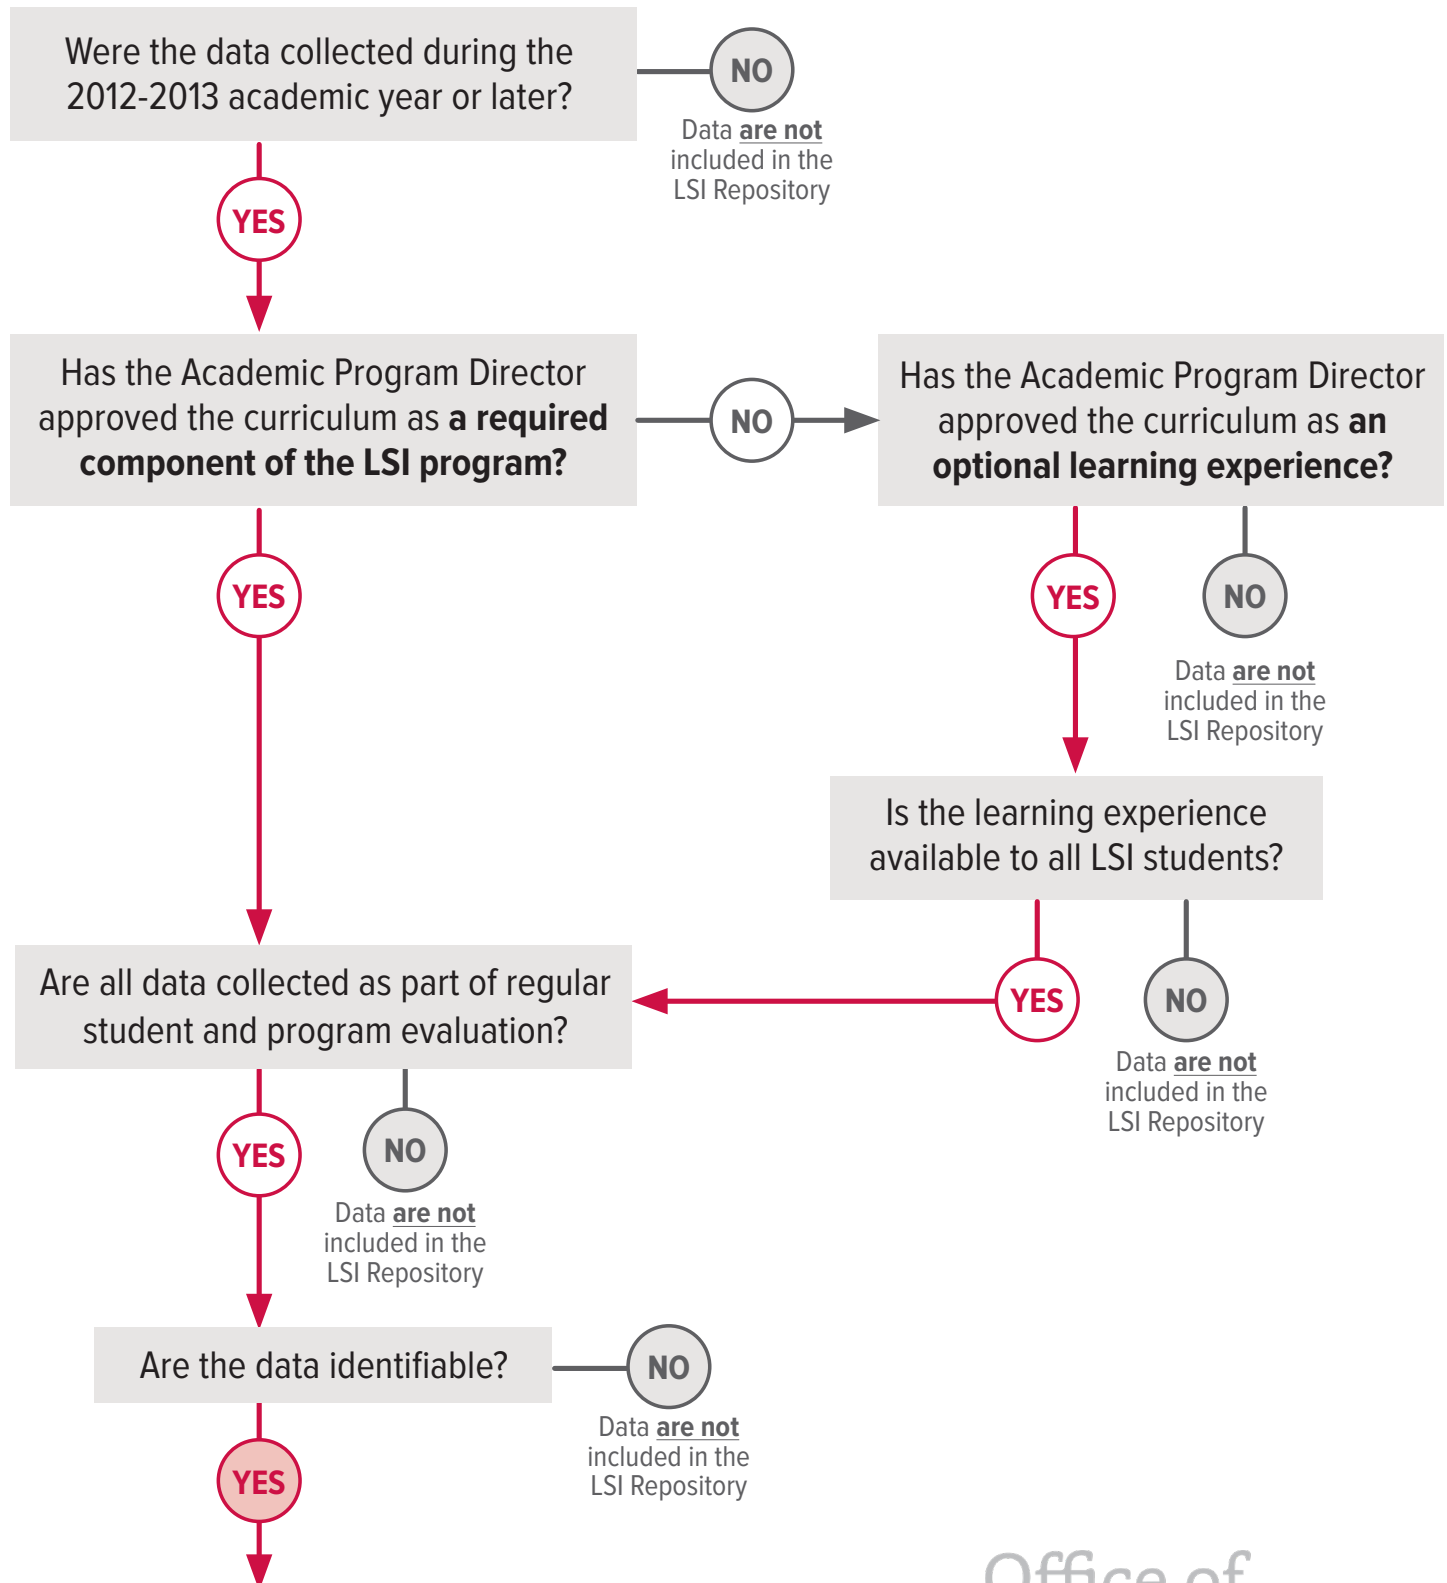 Were the data collected during the
2012-2013 academic year or later?
NO
Data are not
included in the
LSI Repository
YES
Has the Academic Program Director
approved the curriculum as a required
component of the LSI program?
NO
Has the Academic Program Director
approved the curriculum as an
optional learning experience?
YES
YES
NO
Data are not
included in the
LSI Repository
Is the learning experience
available to all LSI students?
YES
NO
Data are not
included in the
LSI Repository
Are all data collected as part of regular
student and program evaluation?
YES
NO
Data are not
included in the
LSI Repository
Are the data identifiable?
NO
Data are not
included in the
LSI Repository
YES
Office of